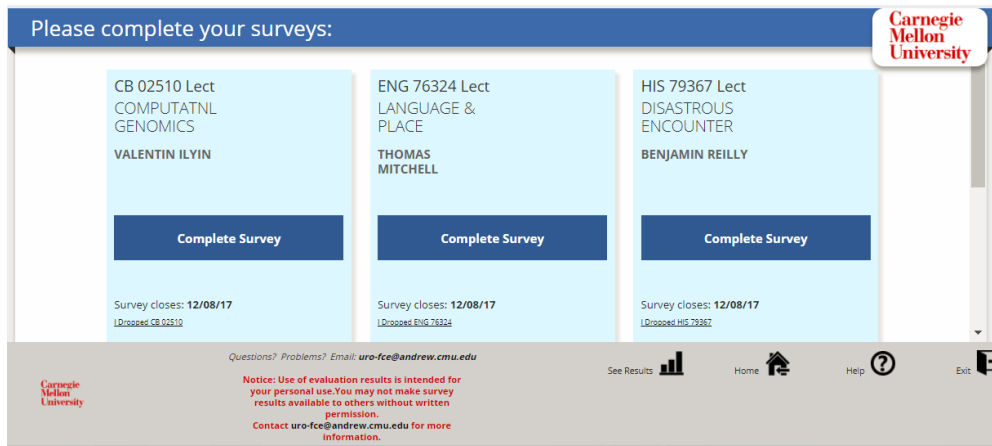 Please complete your surveys:
Carnegie
Mellon
University
CB 02510 Lect
COMPUTATNL
GENOMICS
VALENTIN ILYIN
Complete Survey
Survey closes: 12/08/17
I Dropped CB 02510
ENG 76324 Lect
LANGUAGE &
PLACE
THOMAS
MITCHELL
Complete Survey
Survey closes: 12/08/17
I Dropped ENG 76324
HIS 79367 Lect
DISASTROUS
ENCOUNTER
BENJAMIN REILLY
Complete Survey
Survey closes: 12/08/17
I Dropped HIS 79367
Carnegie
Mellon
University
Questions? Problems? Email: uro-fce@andrew.cmu.edu
Notice: Use of evaluation results is intended for
your personal use.You may not make survey
results available to others without written
permission.
Contact uro-fce@andrew.cmu.edu for more
information.
See Results
Home
Help
Exit